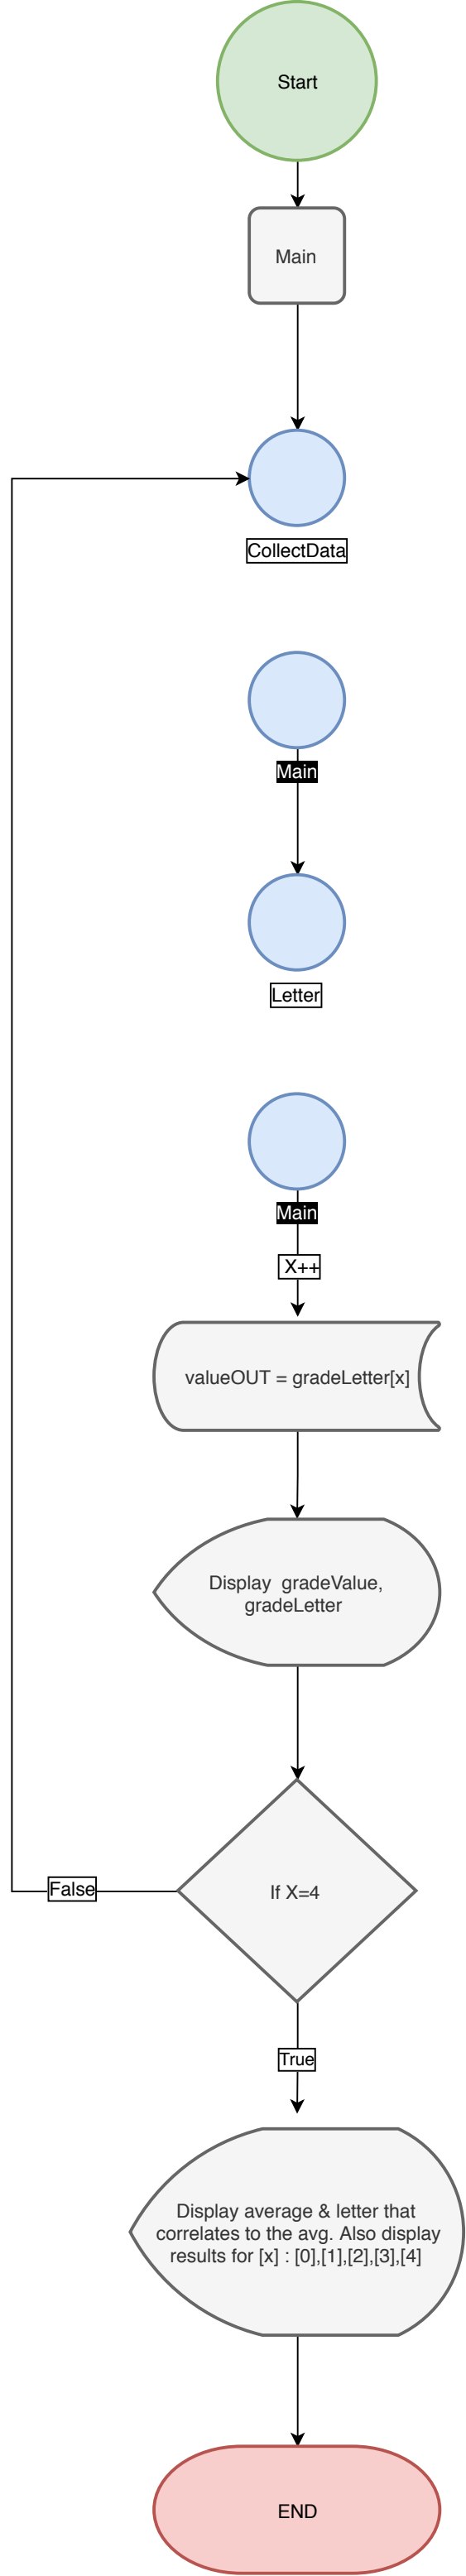 Start
Main
CollectData
Main
Letter
Main
X++
valueOUT = gradeLetter[x]
Display gradeValue,
gradeLetter
If X=4
False
True
Display average & letter that
correlates to the avg. Also display
results for [x] : [0],[1],[2],[3],[4]
END